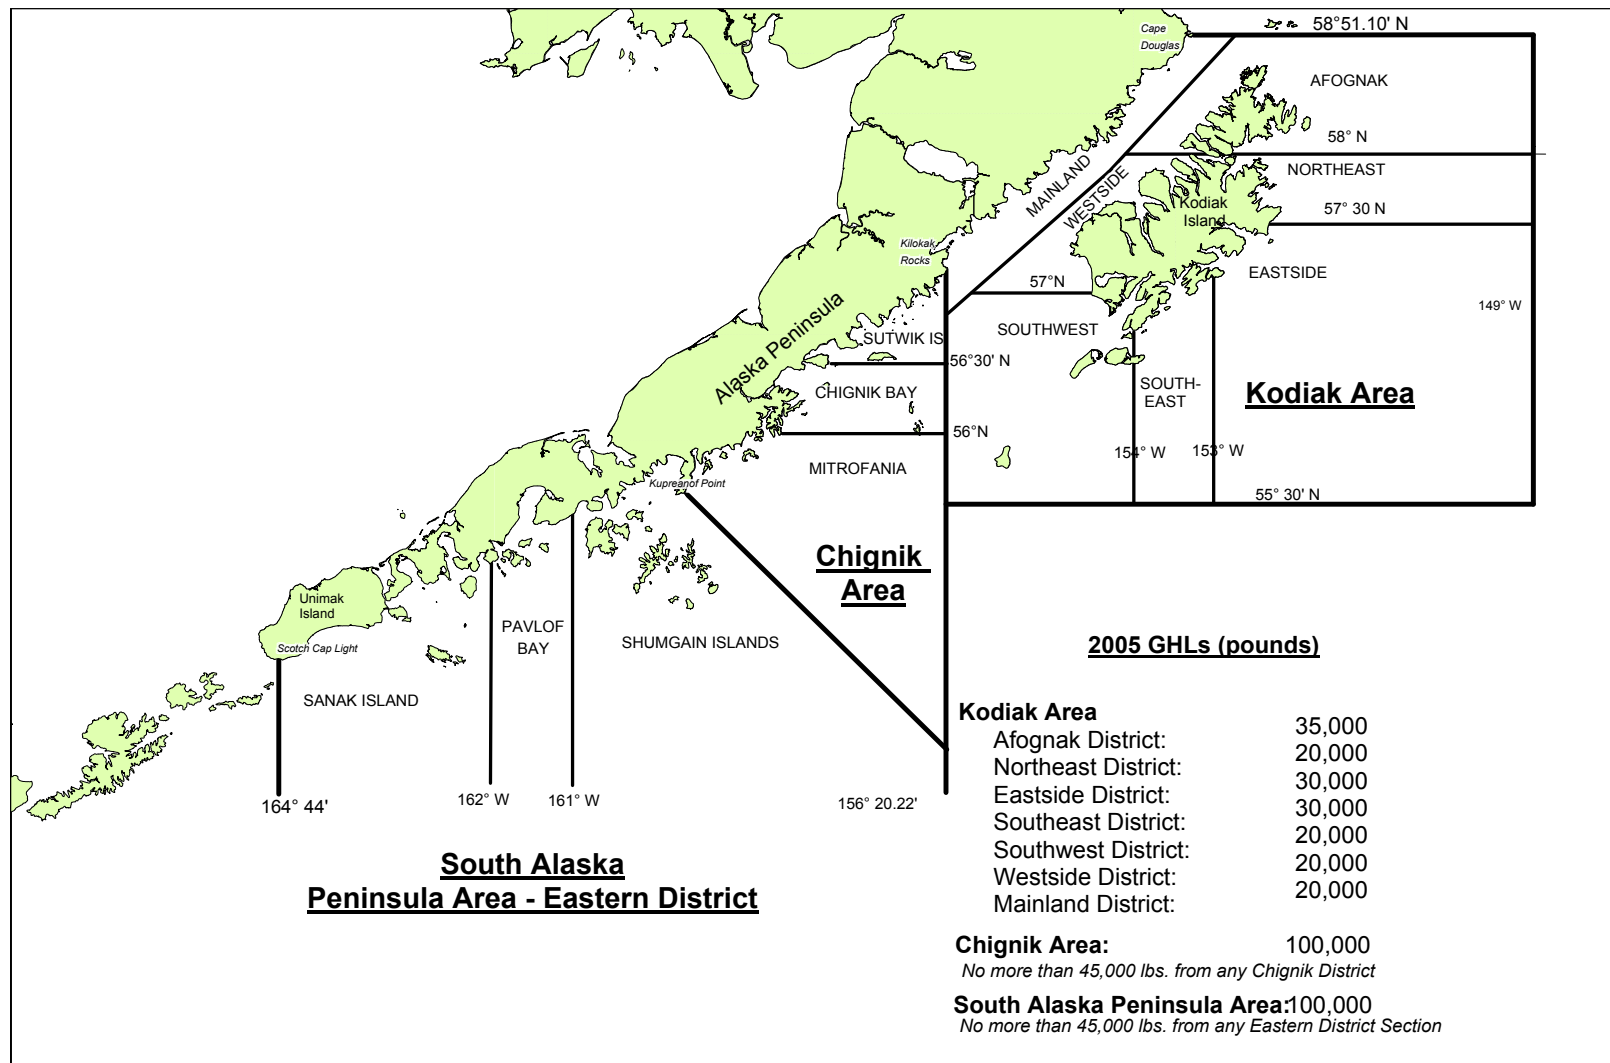 Cape
Douglas
58°51.10' N
AFOGNAK
58° N
MAINLAND
WESTSIDE
NORTHEAST
Kodiak
Island
57° 30 N
Kilokak
Rocks
EASTSIDE
57°N
149° W
Alaska Peninsula
SUTWIK IS
SOUTHWEST
56°30' N
CHIGNIK BAY
SOUTH-
EAST
Kodiak Area
56°N
154° W
153° W
MITROFANIA
Kupreanof Point
55° 30' N
Chignik
Area
Unimak
Island
Scotch Cap Light
PAVLOF
BAY
SHUMGAIN ISLANDS
SANAK ISLAND
164° 44'
162° W
161° W
156° 20.22'
South Alaska
Peninsula Area - Eastern District
2005 GHLs (pounds)
Kodiak Area
Afognak District: 35,000
Northeast District: 20,000
Eastside District: 30,000
Southeast District: 30,000
Southwest District: 20,000
Westside District: 20,000
Mainland District: 20,000
Chignik Area: 100,000
No more than 45,000 lbs. from any Chignik District
South Alaska Peninsula Area:100,000
No more than 45,000 lbs. from any Eastern District Section